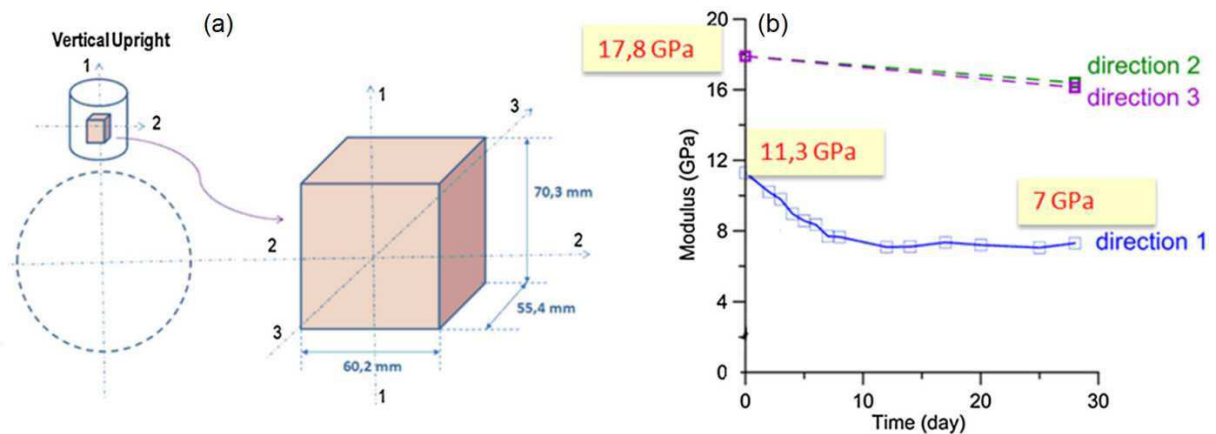 (a)
Vertical Upright
1
2
1
3
70,3 mm
2
2
55,4 mm
3
60,2 mm
1
(b)
20
16
12
8
4
0
Modulus (GPa)
17,8 GPa
direction 2
direction 3
11,3 GPa
7 GPa
direction 1
0
10
20
30
Time (day)